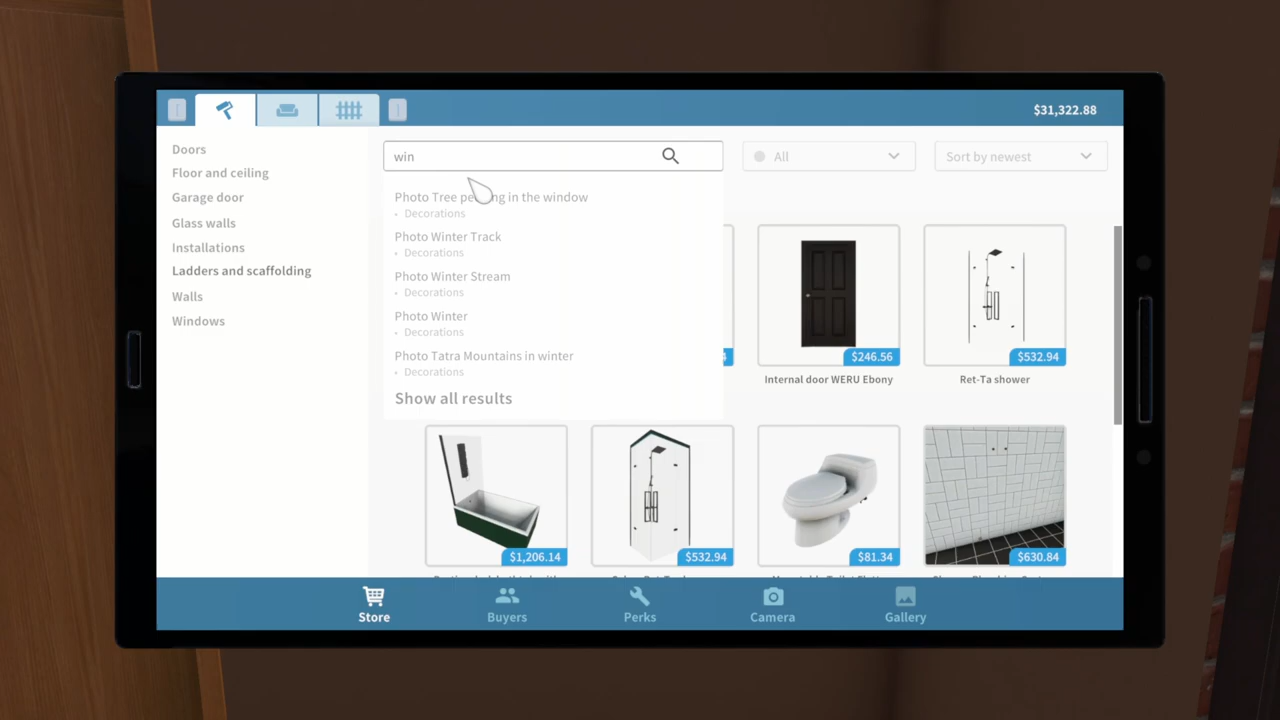 $31,322.88
Doors
Floor and ceiling
Garage door
Glass walls
Installations
Ladders and scaffolding
Walls
Windows
win
All
Sort by newest
Photo Tree peeking in the window
• Decorations
Photo Winter Track
• Decorations
Photo Winter Stream
• Decorations
Photo Winter
• Decorations
Photo Tatra Mountains in winter
• Decorations
Show all results
$246.56
$532.94
Internal door WERU Ebony
Ret-Ta shower
$1,206.14
$532.94
$81.34
$630.84
Store
Buyers
Perks
Camera
Gallery